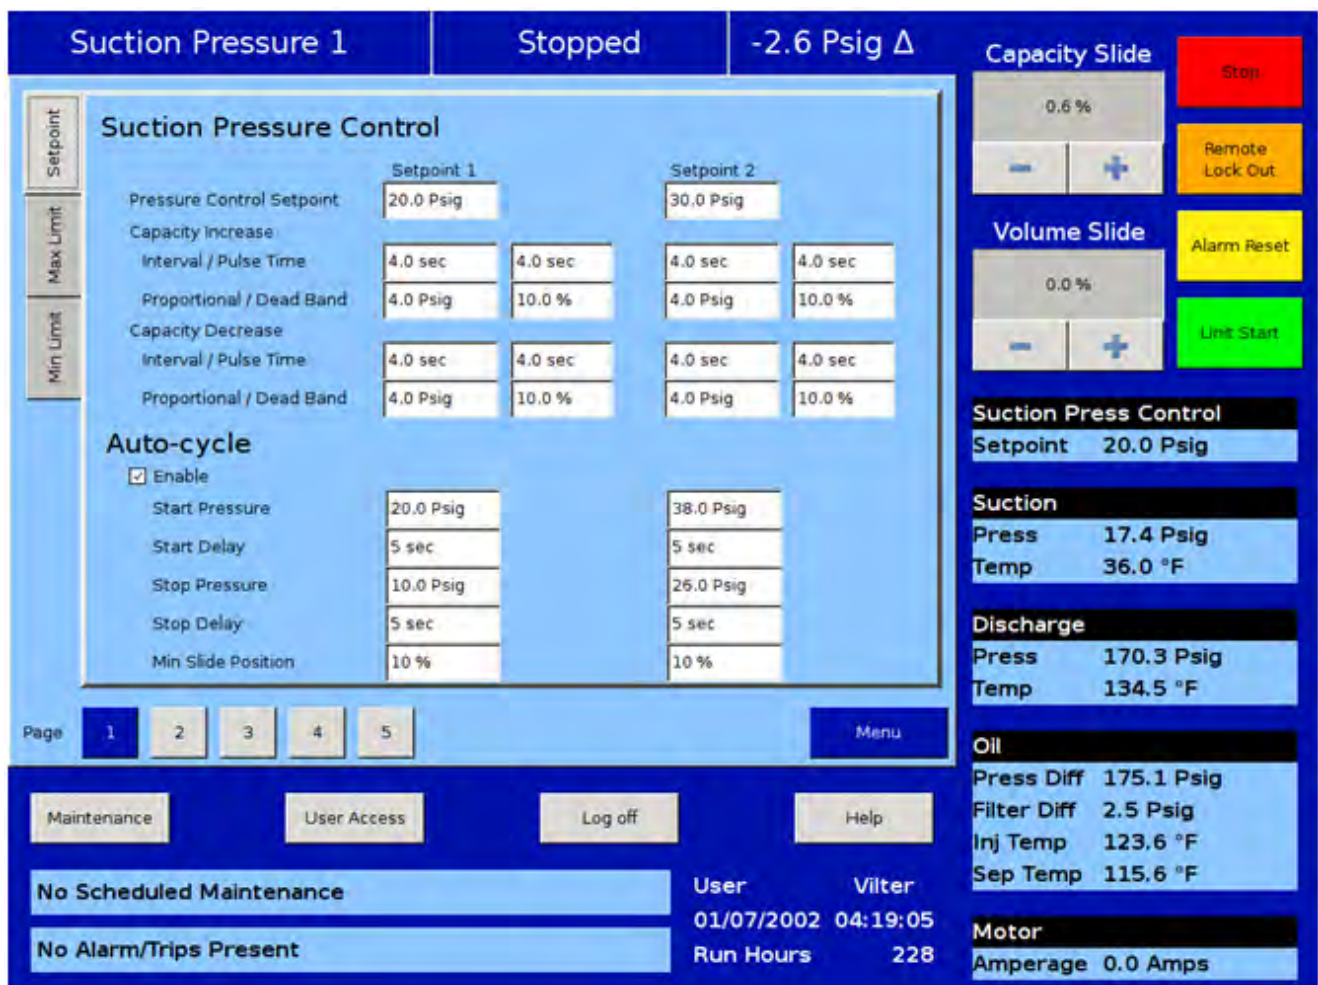 Suction Pressure 1 Stopped -2.6 Psig Δ
Setpoint
Max Limit
Min Limit
Suction Pressure Control
Setpoint 1 Setpoint 2
Pressure Control Setpoint 20.0 Psig 30.0 Psig
Capacity Increase
Interval / Pulse Time 4.0 sec 4.0 sec 4.0 sec 4.0 sec
Proportional / Dead Band 4.0 Psig 10.0 % 4.0 Psig 10.0 %
Capacity Decrease
Interval / Pulse Time 4.0 sec 4.0 sec 4.0 sec 4.0 sec
Proportional / Dead Band 4.0 Psig 10.0 % 4.0 Psig 10.0 %
Auto-cycle
Enable
Start Pressure 20.0 Psig 38.0 Psig
Start Delay 5 sec 5 sec
Stop Pressure 10.0 Psig 26.0 Psig
Stop Delay 5 sec 5 sec
Min Slide Position 10 % 10 %
Page 1 2 3 4 5 Menu
Maintenance User Access Log off Help
No Scheduled Maintenance
No Alarm/Trips Present
User Vilter
01/07/2002 04:19:05
Run Hours 228
Capacity Slide
0.6 %
- +
Volume Slide
0.0 %
- +
Stop
Remote
Lock Out
Alarm Reset
Unit Start
Suction Press Control
Setpoint 20.0 Psig
Suction
Press 17.4 Psig
Temp 36.0 °F
Discharge
Press 170.3 Psig
Temp 134.5 °F
Oil
Press Diff 175.1 Psig
Filter Diff 2.5 Psig
Inj Temp 123.6 °F
Sep Temp 115.6 °F
Motor
Amperage 0.0 Amps